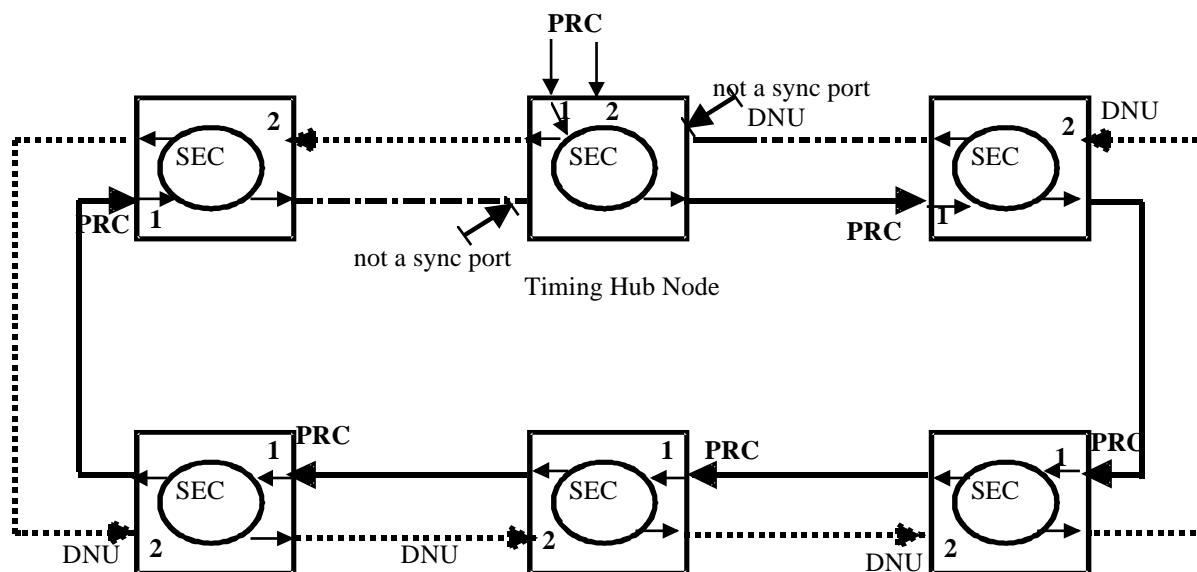 PRC
not a sync port
DNU
1 2
DNU
2
SEC
1
PRC
SEC
2
SEC
1
PRC
not a sync port
Timing Hub Node
PRC
1
SEC
2
DNU
PRC
1
SEC
2
DNU
PRC
1
SEC
2
DNU